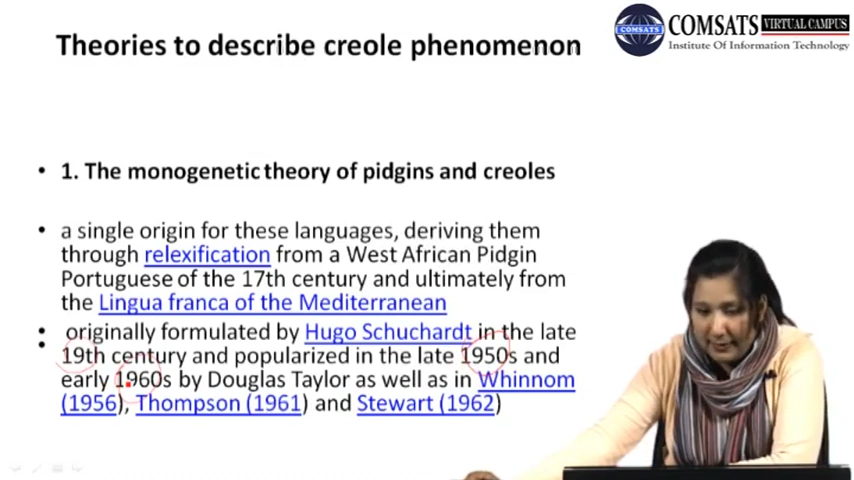 Theories to describe creole phenomenon
COMSATS VIRTUAL CAMPUS
Institute Of Information Technology
COMSATS
• 1. The monogenetic theory of pidgins and creoles
• a single origin for these languages, deriving them
through relexification from a West African Pidgin
Portuguese of the 17th century and ultimately from
the Lingua franca of the Mediterranean
• originally formulated by Hugo Schuchardt in the late
• 19th century and popularized in the late 1950s and
early 1960s by Douglas Taylor as well as in Whinnom
(1956), Thompson (1961) and Stewart (1962)